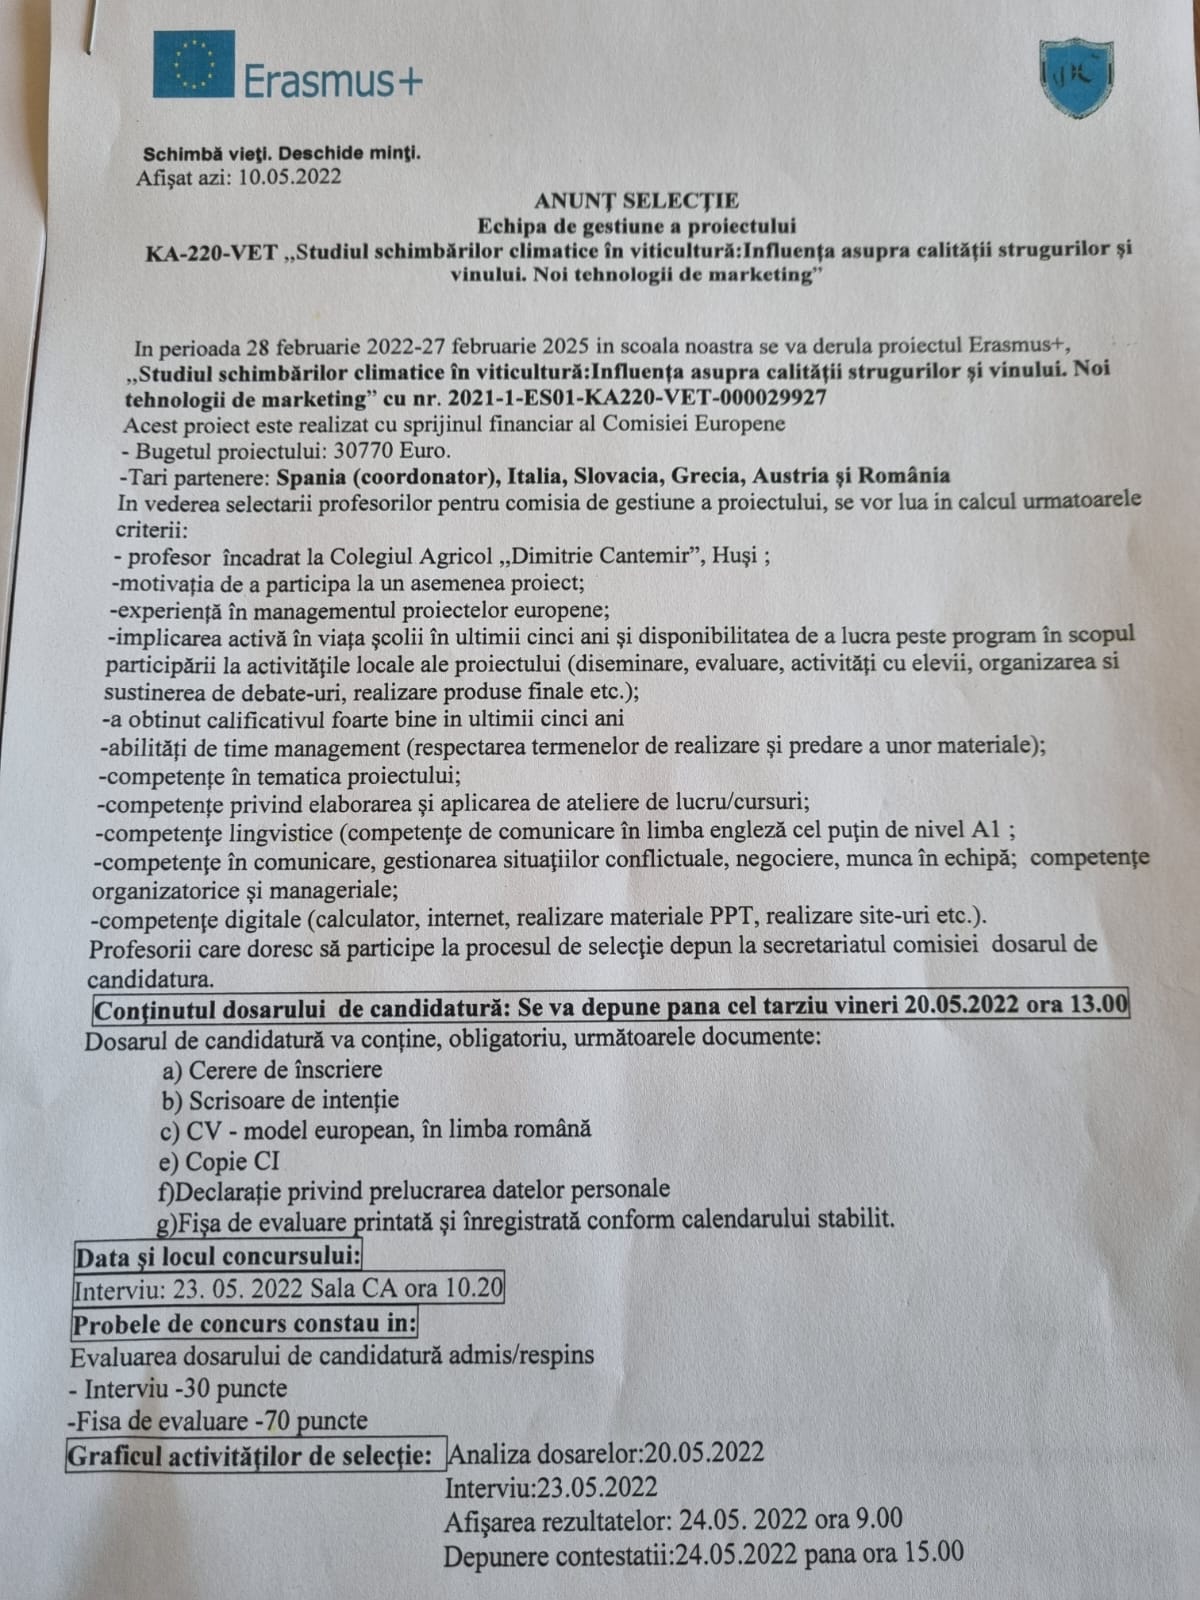 Erasmus+
Schimbă vieţi. Deschide minţi.
Afişat azi: 10.05.2022
ANUNŢ SELECŢIE
Echipa de gestiune a proiectului
KA-220-VET „Studiul schimbărilor climatice în viticultură:Influenţa asupra calităţii strugurilor şi
vinului. Noi tehnologii de marketing”
In perioada 28 februarie 2022-27 februarie 2025 in scoala noastra se va derula proiectul Erasmus+,
„Studiul schimbărilor climatice în viticultură:Influenţa asupra calităţii strugurilor şi vinului. Noi
tehnologii de marketing” cu nr. 2021-1-ES01-KA220-VET-000029927
Acest proiect este realizat cu sprijinul financiar al Comisiei Europene
- Bugetul proiectului: 30770 Euro.
-Tari partenere: Spania (coordonator), Italia, Slovacia, Grecia, Austria şi România
In vederea selectarii profesorilor pentru comisia de gestiune a proiectului, se vor lua in calcul urmatoarele
criterii:
- profesor încadrat la Colegiul Agricol „Dimitrie Cantemir”, Huşi ;
-motivaţia de a participa la un asemenea proiect;
-experienţă în managementul proiectelor europene;
-implicarea activă în viaţa şcolii în ultimii cinci ani şi disponibilitatea de a lucra peste program în scopul
participării la activităţile locale ale proiectului (diseminare, evaluare, activităţi cu elevii, organizarea si
sustinerea de debate-uri, realizare produse finale etc.);
-a obtinut calificativul foarte bine in ultimii cinci ani
-abilităţi de time management (respectarea termenelor de realizare şi predare a unor materiale);
-competenţe în tematica proiectului;
-competenţe privind elaborarea şi aplicarea de ateliere de lucru/cursuri;
-competenţe lingvistice (competenţe de comunicare în limba engleză cel puţin de nivel A1 ;
-competenţe în comunicare, gestionarea situaţiilor conflictuale, negociere, munca în echipă; competenţe
organizatorice şi manageriale;
-competenţe digitale (calculator, internet, realizare materiale PPT, realizare site-uri etc.).
Profesorii care doresc să participe la procesul de selecţie depun la secretariatul comisiei dosarul de
candidatura.
Conţinutul dosarului de candidatură: Se va depune pana cel tarziu vineri 20.05.2022 ora 13.00
Dosarul de candidatură va conţine, obligatoriu, următoarele documente:
a) Cerere de înscriere
b) Scrisoare de intenţie
c) CV - model european, în limba română
e) Copie CI
f)Declaraţie privind prelucrarea datelor personale
g)Fişa de evaluare printată şi înregistrată conform calendarului stabilit.
Data şi locul concursului:
Interviu: 23. 05. 2022 Sala CA ora 10.20
Probele de concurs constau in:
Evaluarea dosarului de candidatură admis/respins
- Interviu -30 puncte
-Fisa de evaluare -70 puncte
Graficul activităţilor de selecţie: Analiza dosarelor:20.05.2022
Interviu:23.05.2022
Afişarea rezultatelor: 24.05. 2022 ora 9.00
Depunere contestatii:24.05.2022 pana ora 15.00